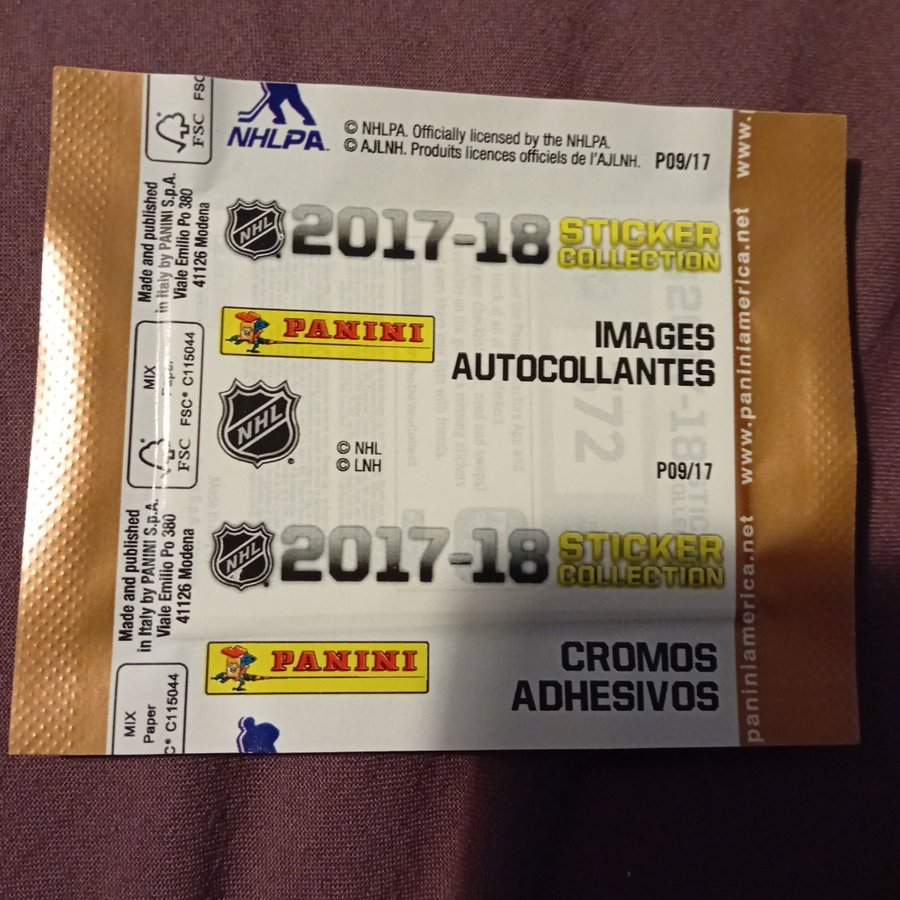 NHLPA.
© NHLPA. Officially licensed by the NHLPA.
© AJLNH. Produits licences officiels de l'AJLNH.
P09/17
NHL
2017-18
STICKER
COLLECTION
PANINI
IMAGES
AUTOCOLLANTES
NHL
© NHL
© LNH
P09/17
NHL
2017-18
STICKER
COLLECTION
PANINI
CROMOS
ADHESIVOS
FSC
FSC
Made and published
in Italy by PANINI S.p.A.
Viale Emilio Po 380
41126 Modena
MIX
Paper
FSC® C115044
FSC
Made and published
in Italy by PANINI S.p.A.
Viale Emilio Po 380
41126 Modena
MIX
Paper
FSC® C115044
www.
www.paniniamerica.net
paniniamerica.net